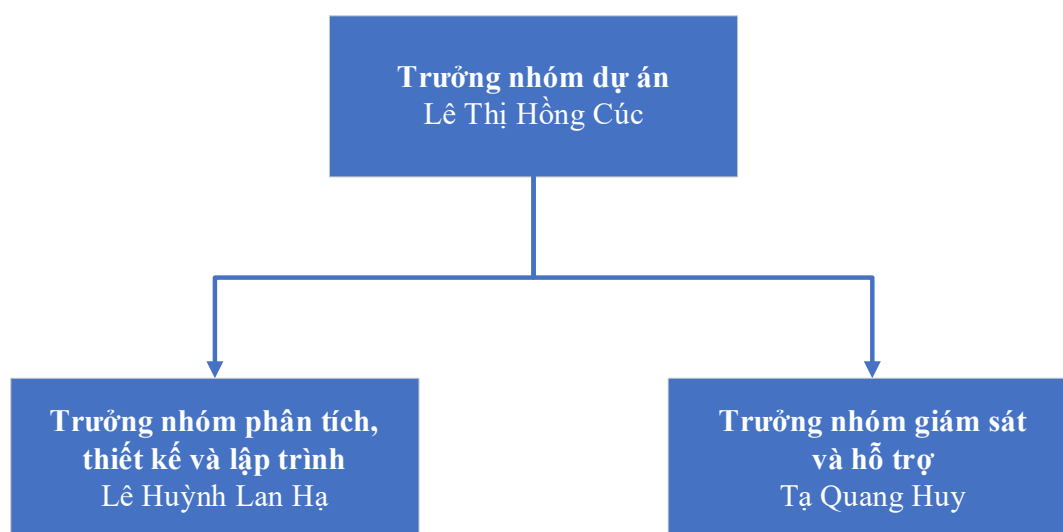 Trưởng nhóm dự án
Lê Thị Hồng Cúc
Trưởng nhóm phân tích,
thiết kế và lập trình
Lê Huỳnh Lan Hạ
Trưởng nhóm giám sát
và hỗ trợ
Tạ Quang Huy